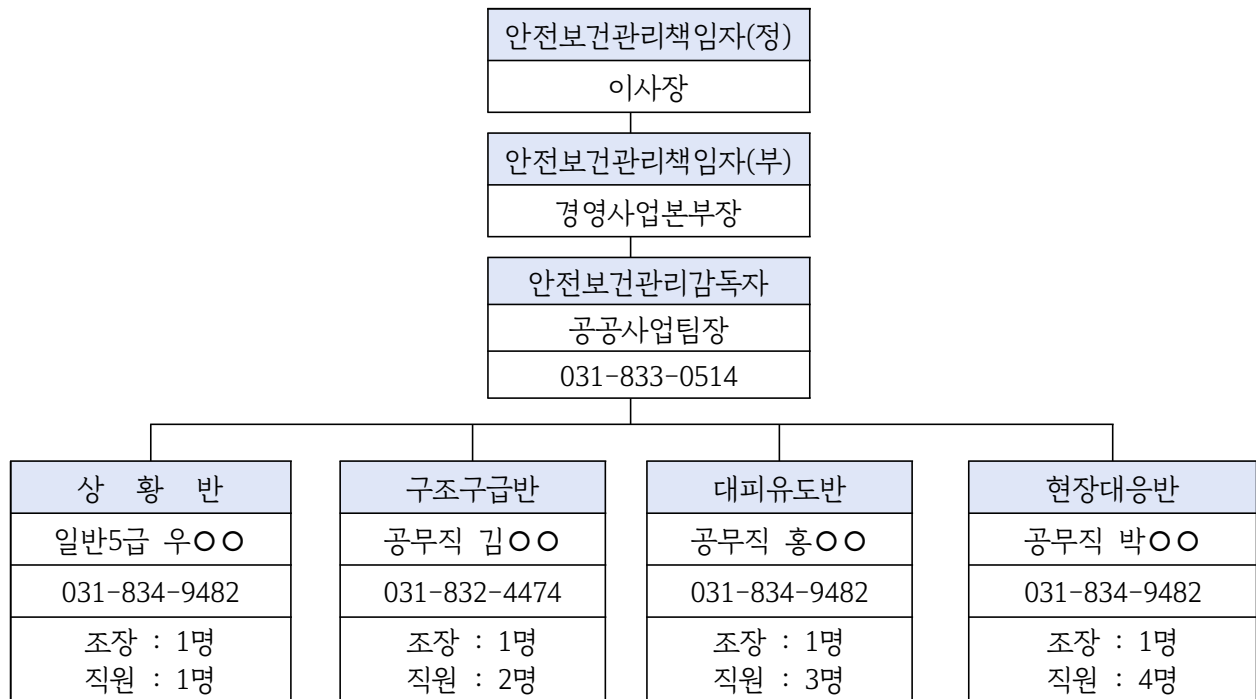 안전보건관리책임자(정)
이사장
안전보건관리책임자(부)
경영사업본부장
안전보건관리감독자
공공사업팀장
031-833-0514
상 황 반
일반5급 우○○
031-834-9482
조장 : 1명
직원 : 1명
구조구급반
공무직 김○○
031-832-4474
조장 : 1명
직원 : 2명
대피유도반
공무직 홍○○
031-834-9482
조장 : 1명
직원 : 3명
현장대응반
공무직 박○○
031-834-9482
조장 : 1명
직원 : 4명